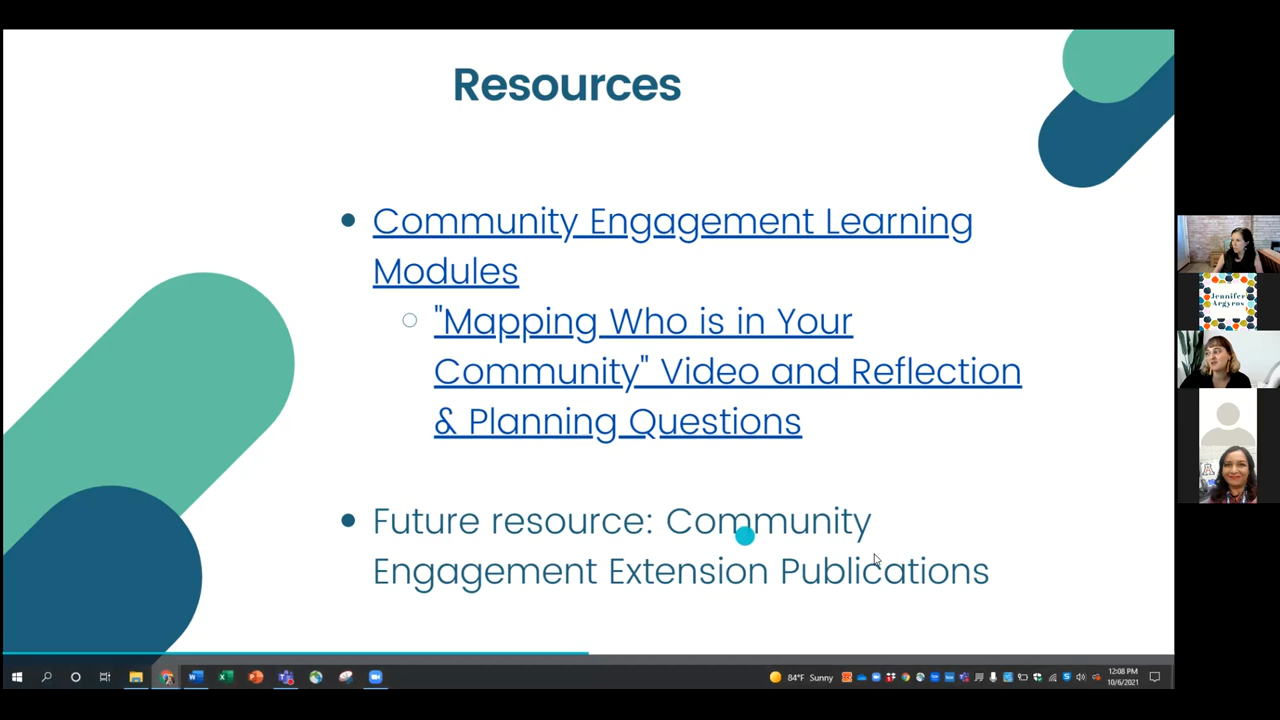 Resources
Community Engagement Learning
Modules
"Mapping Who is in Your
Community" Video and Reflection
& Planning Questions
Future resource: Community
Engagement Extension Publications
Jennifer
Argyros
A
84°F Sunny
12:08 PM
10/6/2021